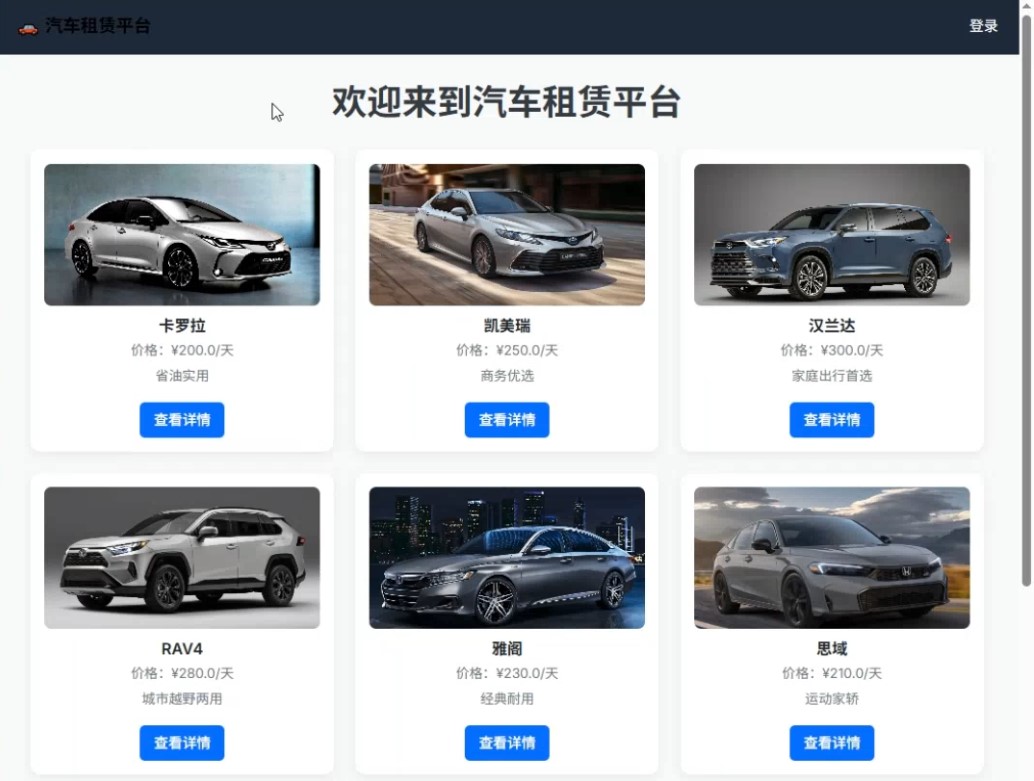 汽车租赁平台
登录
欢迎来到汽车租赁平台
卡罗拉
价格：¥200.0/天
省油实用
查看详情
凯美瑞
价格：¥250.0/天
商务优选
查看详情
汉兰达
价格：¥300.0/天
家庭出行首选
查看详情
RAV4
价格：¥280.0/天
城市越野两用
查看详情
雅阁
价格：¥230.0/天
经典耐用
查看详情
思域
价格：¥210.0/天
运动家轿
查看详情